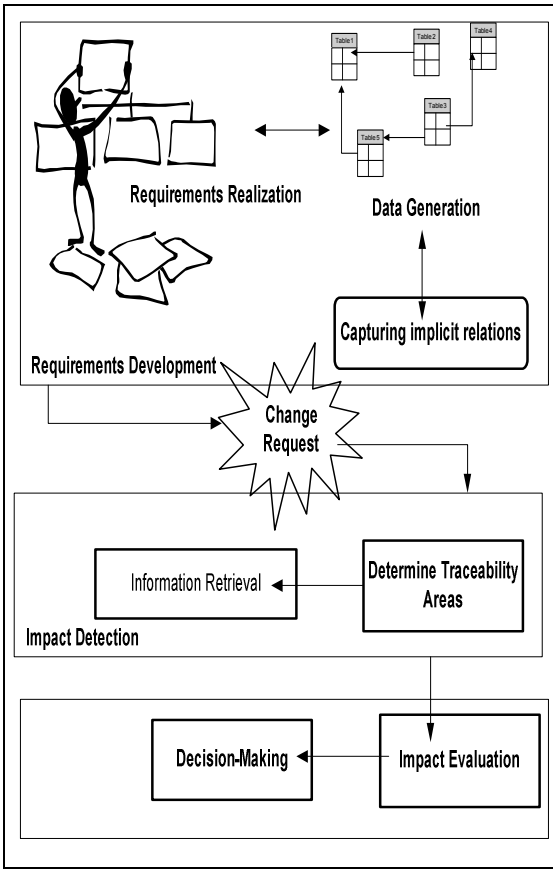 Table1
Table2
Table4
Table3
Table5
Requirements Realization
Data Generation
Capturing implicit relations
Requirements Development
Change
Request
Information Retrieval
Determine Traceability
Areas
Impact Detection
Decision-Making
Impact Evaluation